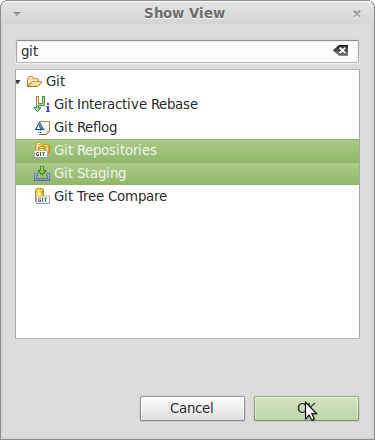 Show View
git
Git
Git Interactive Rebase
Git Reflog
Git Repositories
Git Staging
Git Tree Compare
Cancel
OK